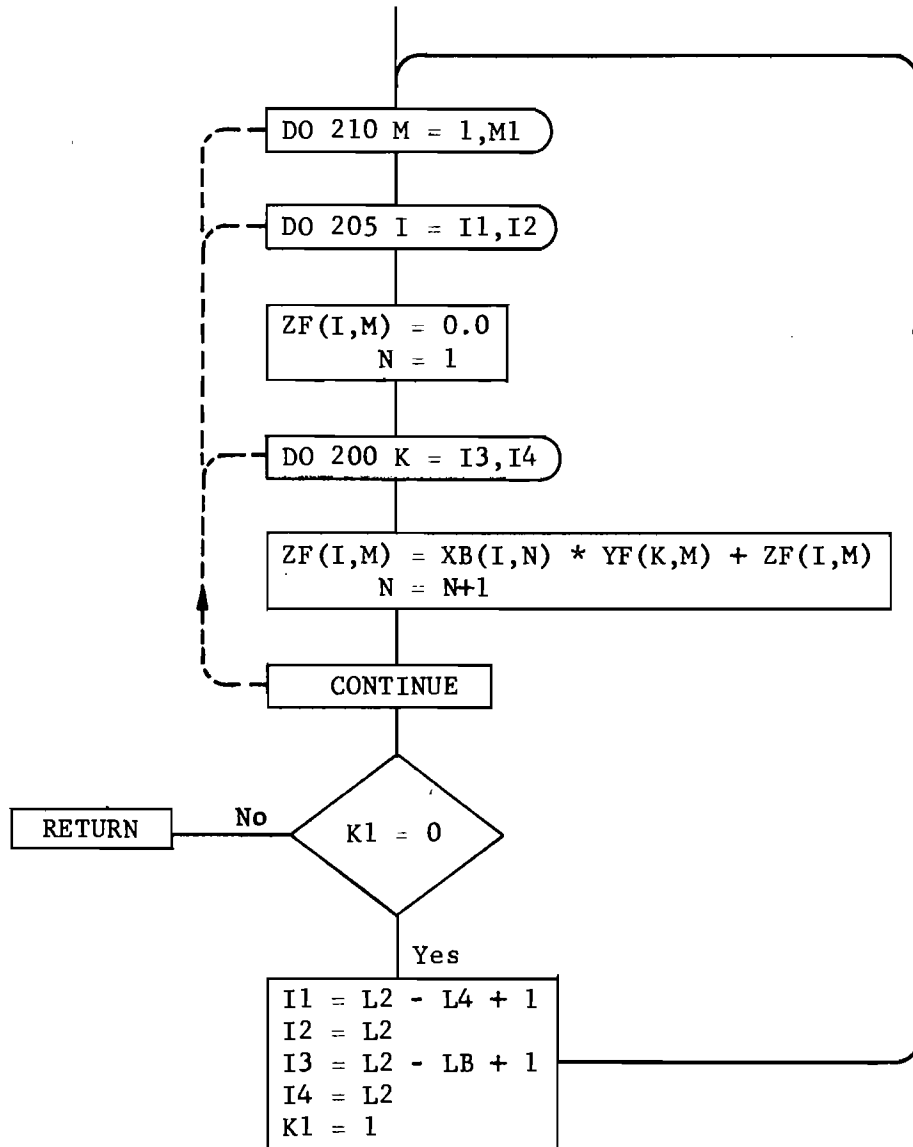 DO 210 M = 1,M1
DO 205 I = I1,I2
ZF(I,M) = 0.0
N = 1
DO 200 K = I3,I4
ZF(I,M) = XB(I,N) * YF(K,M) + ZF(I,M)
N = N+1
CONTINUE
RETURN
No
K1 = 0
Yes
I1 = L2 - L4 + 1
I2 = L2
I3 = L2 - LB + 1
I4 = L2
K1 = 1